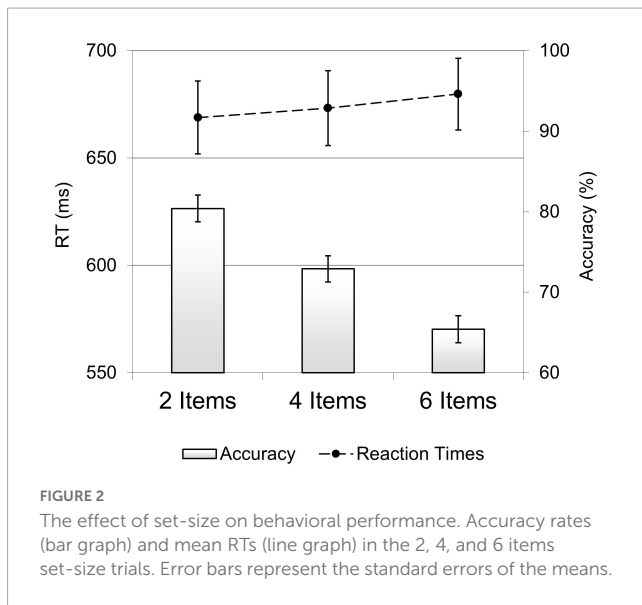 700
650
600
550
RT (ms)
100
90
80
70
60
Accuracy (%)
2 Items 4 Items 6 Items
Accuracy Reaction Times
FIGURE 2
The effect of set-size on behavioral performance. Accuracy rates
(bar graph) and mean RTs (line graph) in the 2, 4, and 6 items
set-size trials. Error bars represent the standard errors of the means.